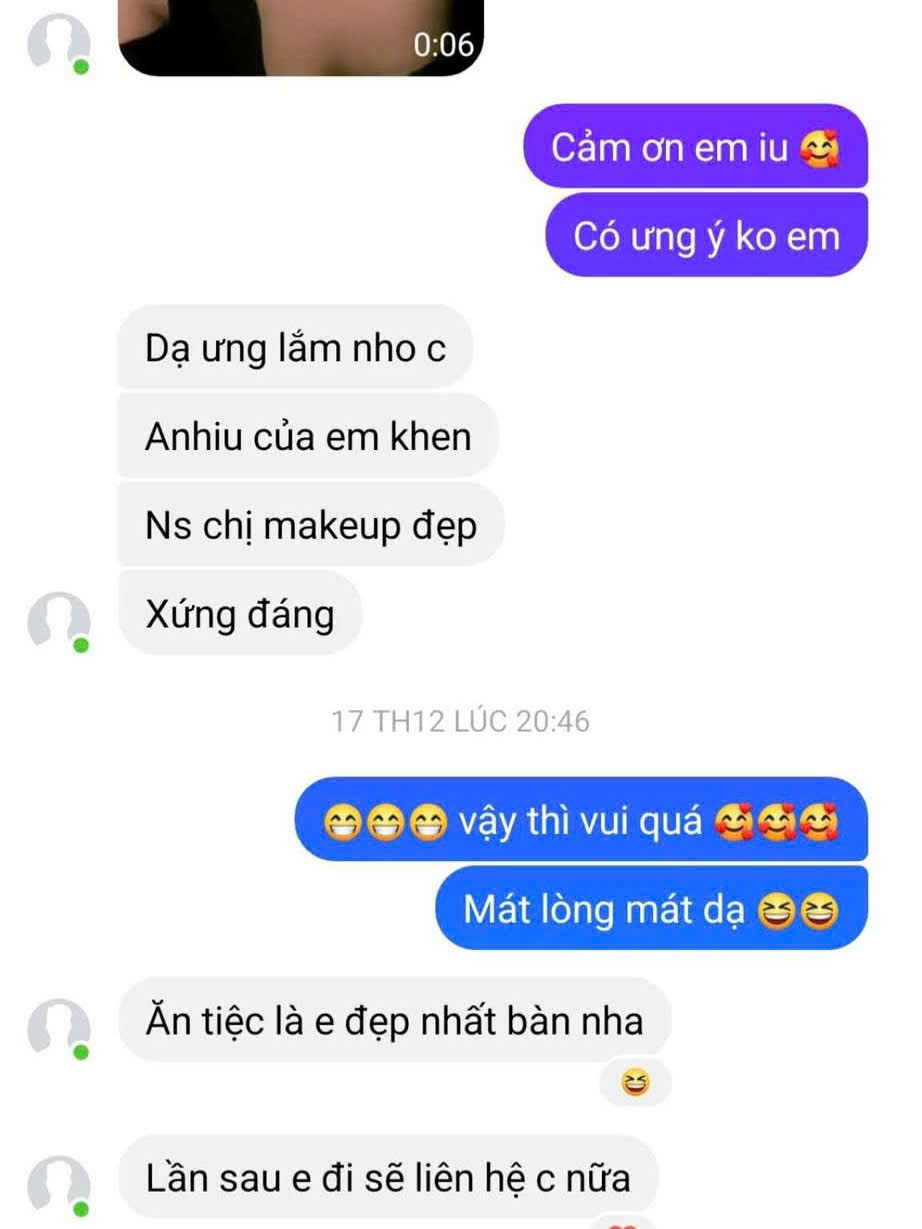 0:06
Cảm ơn em iu 🥰
Có ưng ý ko em
Dạ ưng lắm nho c
Anhiu của em khen
Ns chị makeup đẹp
Xứng đáng
17 TH12 LÚC 20:46
😁😁😁 vậy thì vui quá 🥰🥰🥰
Mát lòng mát dạ 😆😆
Ăn tiệc là e đẹp nhất bàn nha
😆
Lần sau e đi sẽ liên hệ c nữa